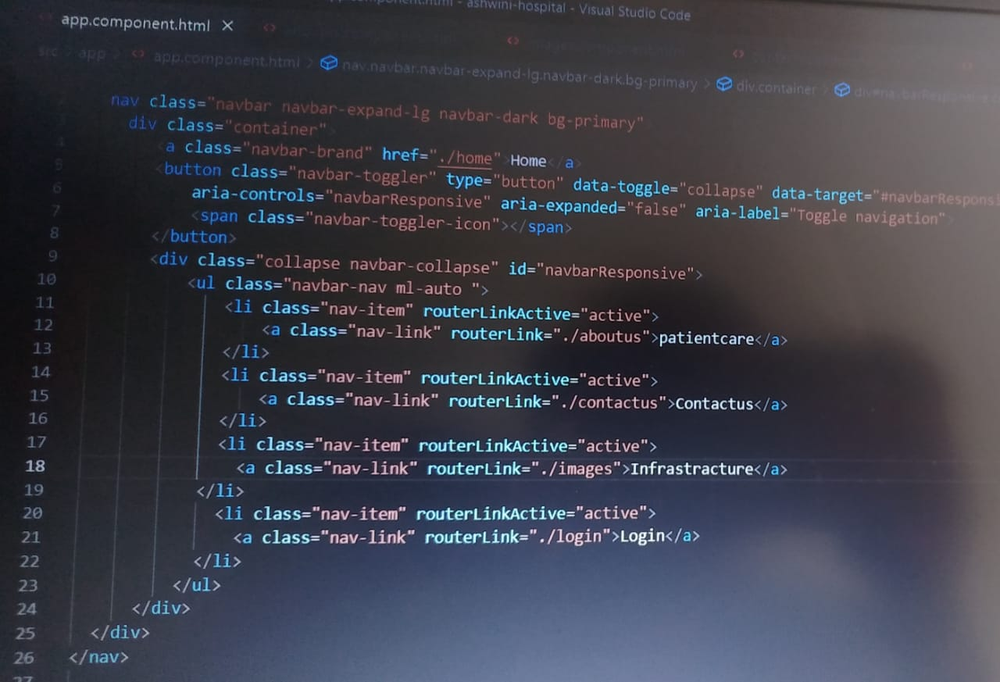 - ashwini-hospital - Visual Studio Code
app.component.html ×
src > app > <> app.component.html > nav.navbar.navbar-expand-lg.navbar-dark.bg-primary > div.container >
nav class="navbar navbar-expand-lg navbar-dark bg-primary"
div class="container"
4 <a class="navbar-brand" href="./home">Home</a>
5 <button class="navbar-toggler" type="button" data-toggle="collapse" data-target="#navbarResponsi
6 aria-controls="navbarResponsive" aria-expanded="false" aria-label="Toggle navigation">
7 <span class="navbar-toggler-icon"></span>
8 </button>
9 <div class="collapse navbar-collapse" id="navbarResponsive">
10 <ul class="navbar-nav ml-auto ">
11 <li class="nav-item" routerLinkActive="active">
12 <a class="nav-link" routerLink="./aboutus">patientcare</a>
13 </li>
14 <li class="nav-item" routerLinkActive="active">
15 <a class="nav-link" routerLink="./contactus">Contactus</a>
16 </li>
17 <li class="nav-item" routerLinkActive="active">
18 <a class="nav-link" routerLink="./images">Infrastracture</a>
19 </li>
20 <li class="nav-item" routerLinkActive="active">
21 <a class="nav-link" routerLink="./login">Login</a>
22 </li>
23 </ul>
24 </div>
25 </div>
26 </nav>
27